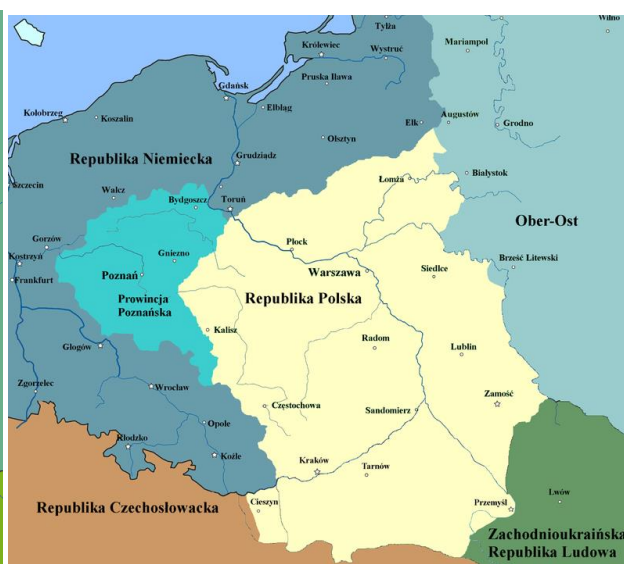 Tylża
Wilno
Królewiec
Wystruć
Mariampol
Gdańsk
Pruska Iława
Kołobrzeg
Koszalin
Elbląg
Augustów
Ełk
Grodno
Olsztyn
Republika Niemiecka
Grudziądz
Szczecin
Wałcz
Bydgoszcz
Toruń
Łomża
Białystok
Ober-Ost
Gorzów
Kostrzyń
Gniezno
Płock
Brześć Litewski
Frankfurt
Poznań
Warszawa
Siedlce
Prowincja
Poznańska
Republika Polska
Kalisz
Głogów
Radom
Lublin
Zgorzelec
Wrocław
Zamość
Częstochowa
Sandomierz
Opole
Kłodzko
Koźle
Kraków
Tarnów
Lwów
Republika Czechosłowacka
Cieszyn
Przemyśl
Zachodnioukraińska
Republika Ludowa